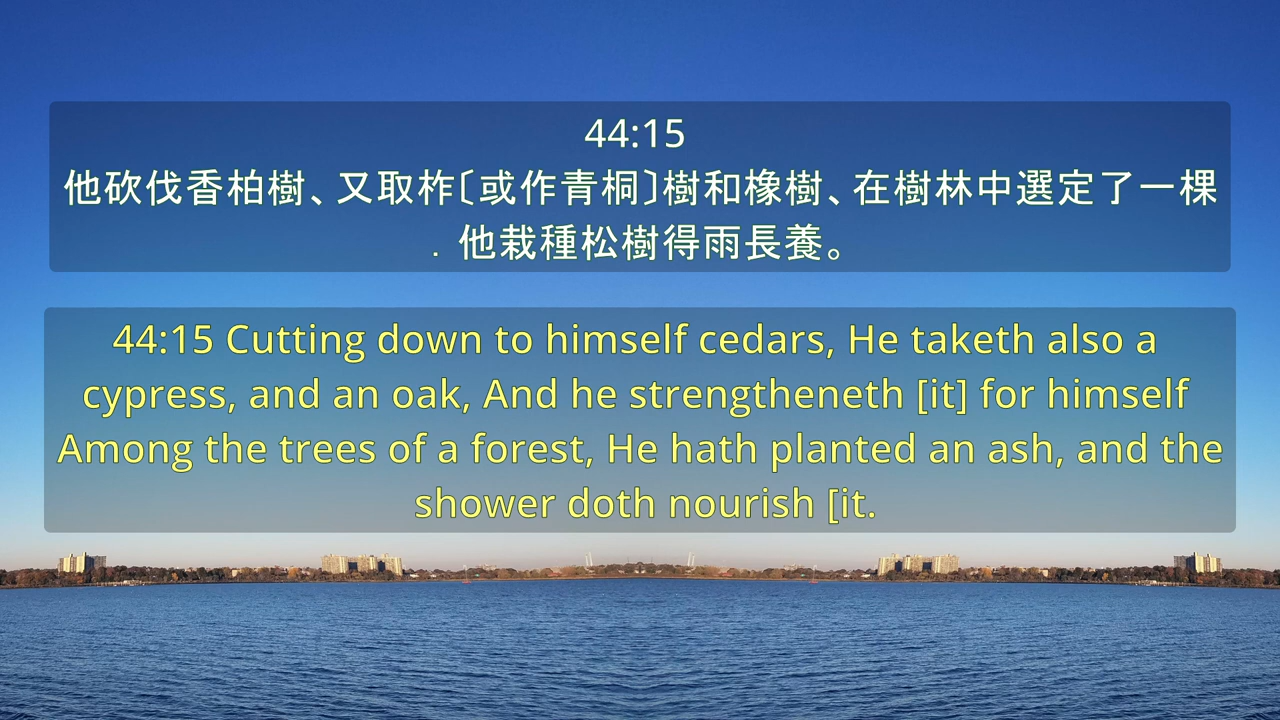 44:15
他砍伐香柏樹、又取柞〔或作青桐〕樹和橡樹、在樹林中選定了一棵
．他栽種松樹得雨長養。
44:15 Cutting down to himself cedars, He taketh also a
cypress, and an oak, And he strengtheneth [it] for himself
Among the trees of a forest, He hath planted an ash, and the
shower doth nourish [it.